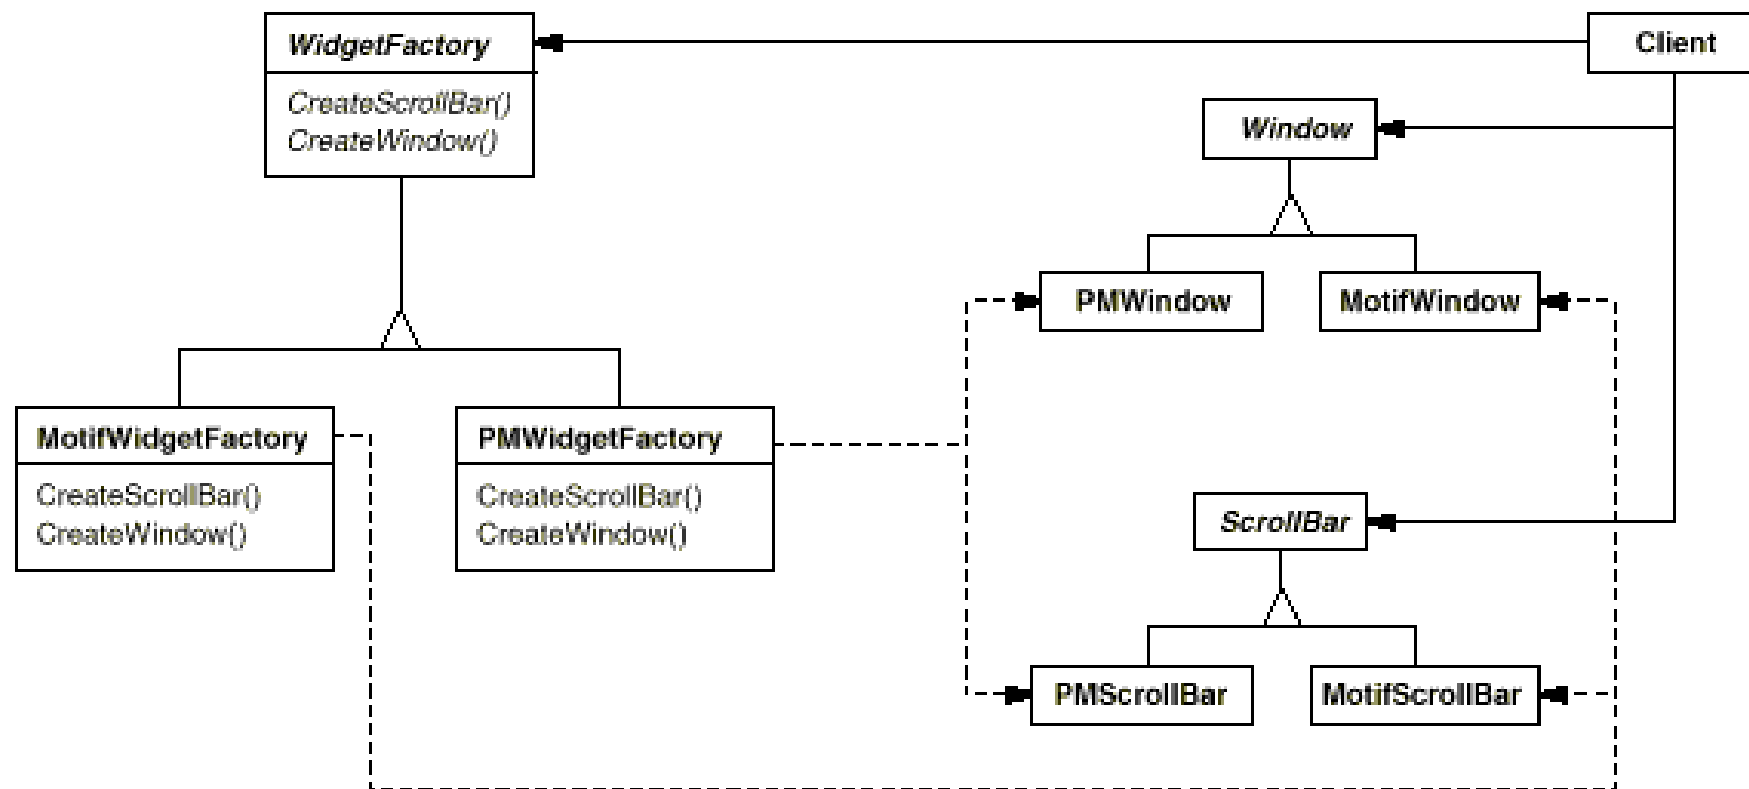 WidgetFactory
CreateScrollBar()
CreateWindow()
Client
Window
PMWindow
MotifWindow
MotifWidgetFactory
CreateScrollBar()
CreateWindow()
PMWidgetFactory
CreateScrollBar()
CreateWindow()
ScrollBar
PMScrollBar
MotifScrollBar